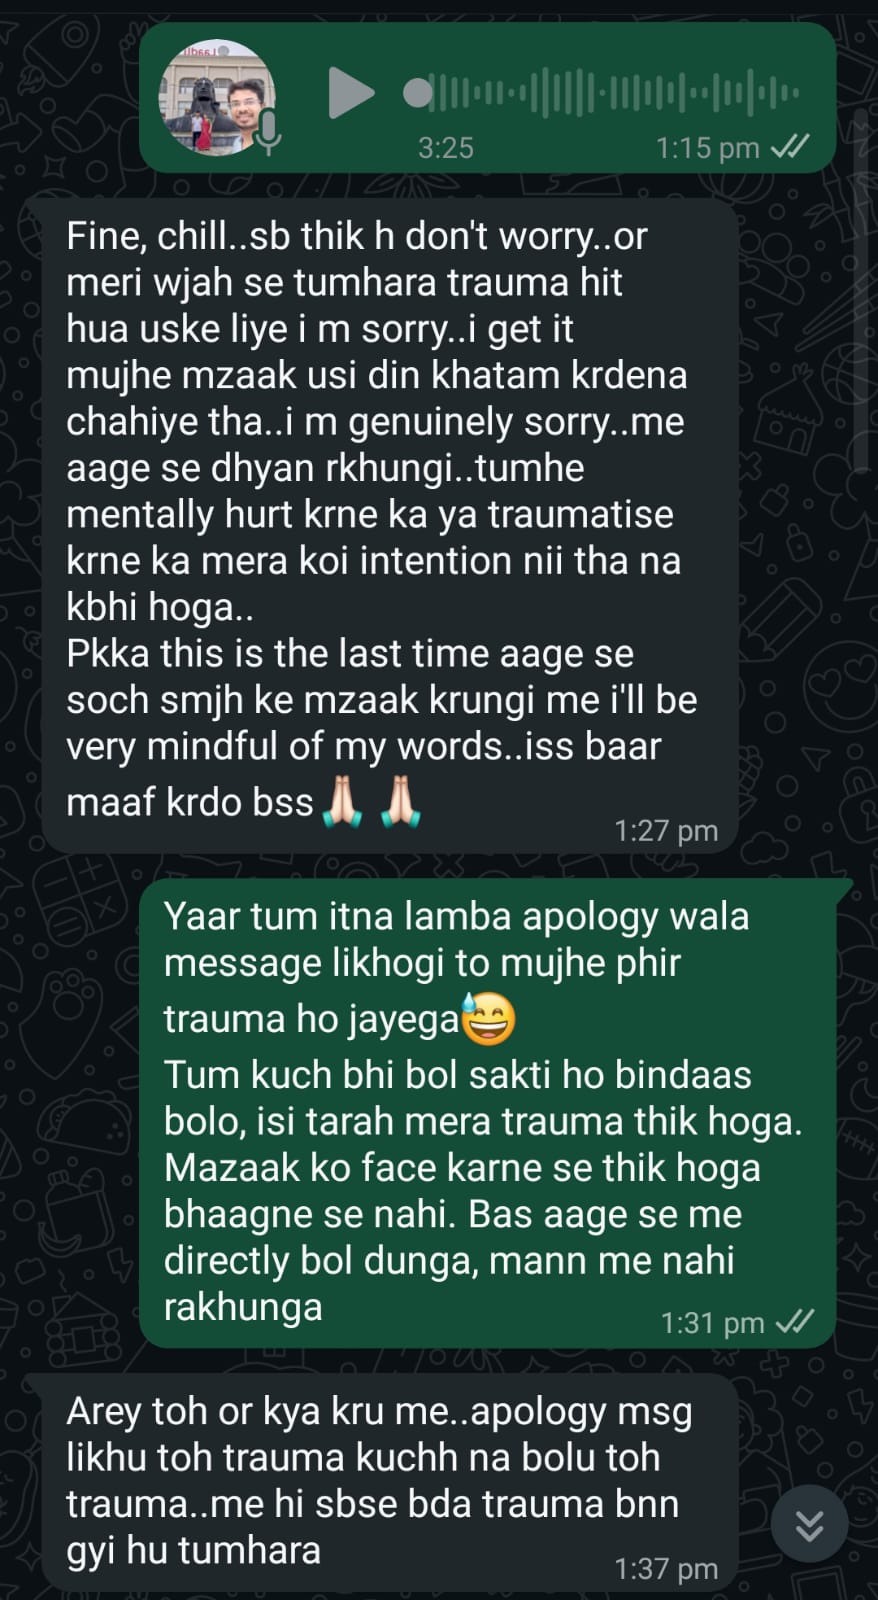 3:25
1:15 pm
Fine, chill..sb thik h don't worry..or
meri wjah se tumhara trauma hit
hua uske liye i m sorry..i get it
mujhe mzaak usi din khatam krdena
chahiye tha..i m genuinely sorry..me
aage se dhyan rkhungi..tumhe
mentally hurt krne ka ya traumatise
krne ka mera koi intention nii tha na
kbhi hoga..
Pkka this is the last time aage se
soch smjh ke mzaak krungi me i'll be
very mindful of my words..iss baar
maaf krdo bss🙏🏻🙏🏻
1:27 pm
Yaar tum itna lamba apology wala
message likhogi to mujhe phir
trauma ho jayega😅
Tum kuch bhi bol sakti ho bindaas
bolo, isi tarah mera trauma thik hoga.
Mazaak ko face karne se thik hoga
bhaagne se nahi. Bas aage se me
directly bol dunga, mann me nahi
rakhunga
1:31 pm
Arey toh or kya kru me..apology msg
likhu toh trauma kuchh na bolu toh
trauma..me hi sbse bda trauma bnn
gyi hu tumhara
1:37 pm